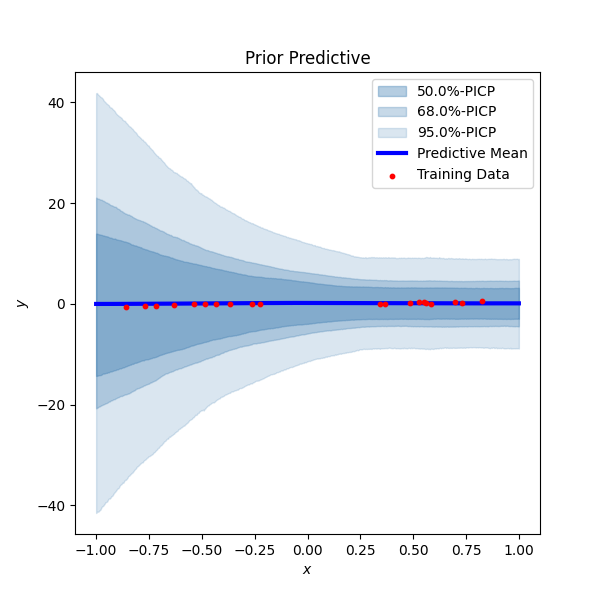 Prior Predictive
50.0%-PICP
68.0%-PICP
95.0%-PICP
Predictive Mean
Training Data
40
20
0
−20
−40
y
−1.00 −0.75 −0.50 −0.25 0.00 0.25 0.50 0.75 1.00
x